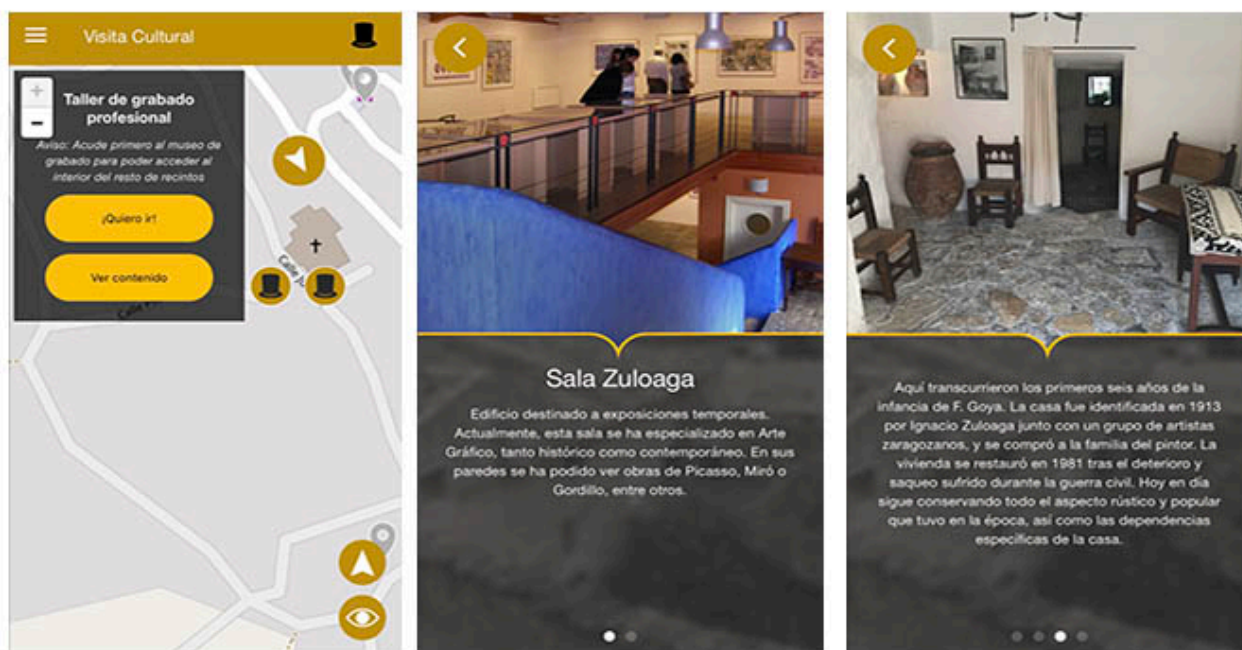 Visita Cultural
+
-
Taller de grabado
profesional
Aviso: Acude primero al museo de
grabado para poder acceder al
interior del resto de recintos
¡Quiero ir!
Ver contenido
Calle
Calle
Sala Zuloaga
Edificio destinado a exposiciones temporales.
Actualmente, esta sala se ha especializado en Arte
Gráfico, tanto histórico como contemporáneo. En sus
paredes se ha podido ver obras de Picasso, Miró o
Gordillo, entre otros.
Aquí transcurrieron los primeros seis años de la
infancia de F. Goya. La casa fue identificada en 1913
por Ignacio Zuloaga junto con un grupo de artistas
zaragozanos, y se compró a la familia del pintor. La
vivienda se restauró en 1981 tras el deterioro y
saqueo sufrido durante la guerra civil. Hoy en día
sigue conservando todo el aspecto rústico y popular
que tuvo en la época, así como las dependencias
específicas de la casa.